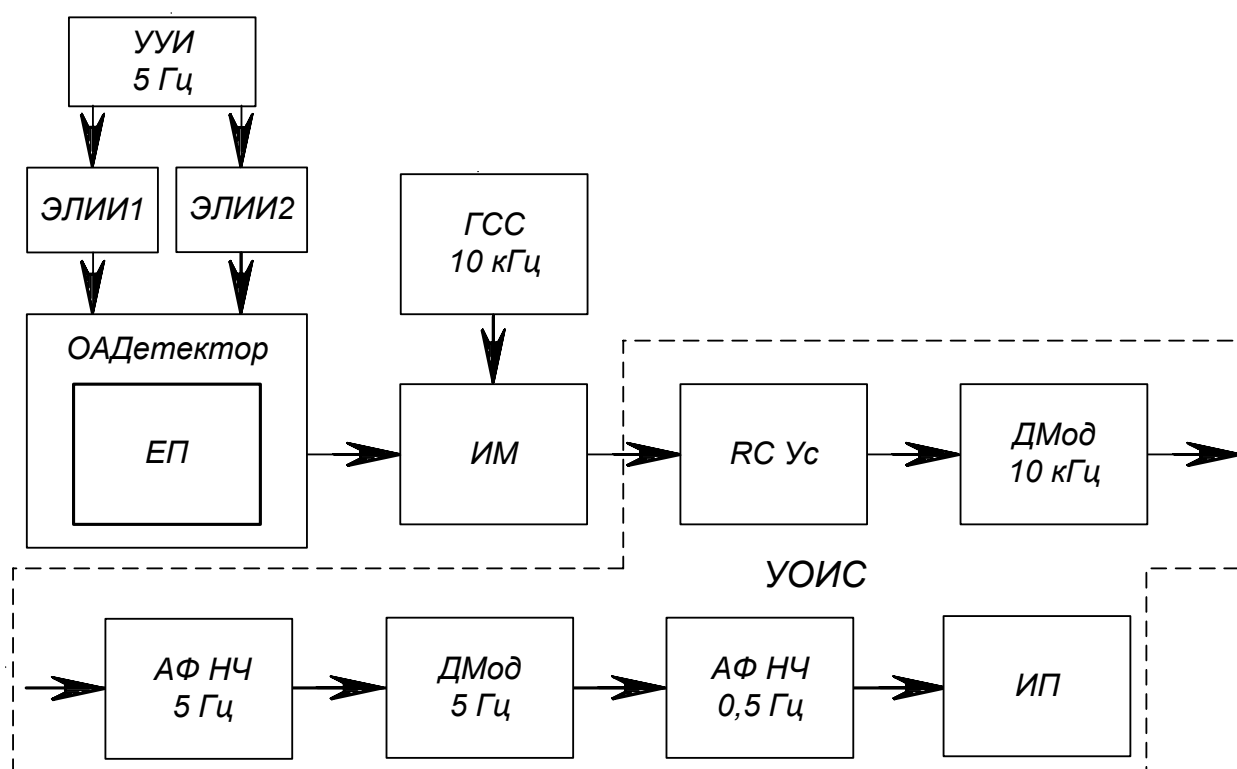 УУИ
5 Гц
ЭЛИИ1
ЭЛИИ2
ГСС
10 кГц
ОАДетектор
ЕП
ИМ
RC Ус
ДМод
10 кГц
УОИС
АФ НЧ
5 Гц
ДМод
5 Гц
АФ НЧ
0,5 Гц
ИП